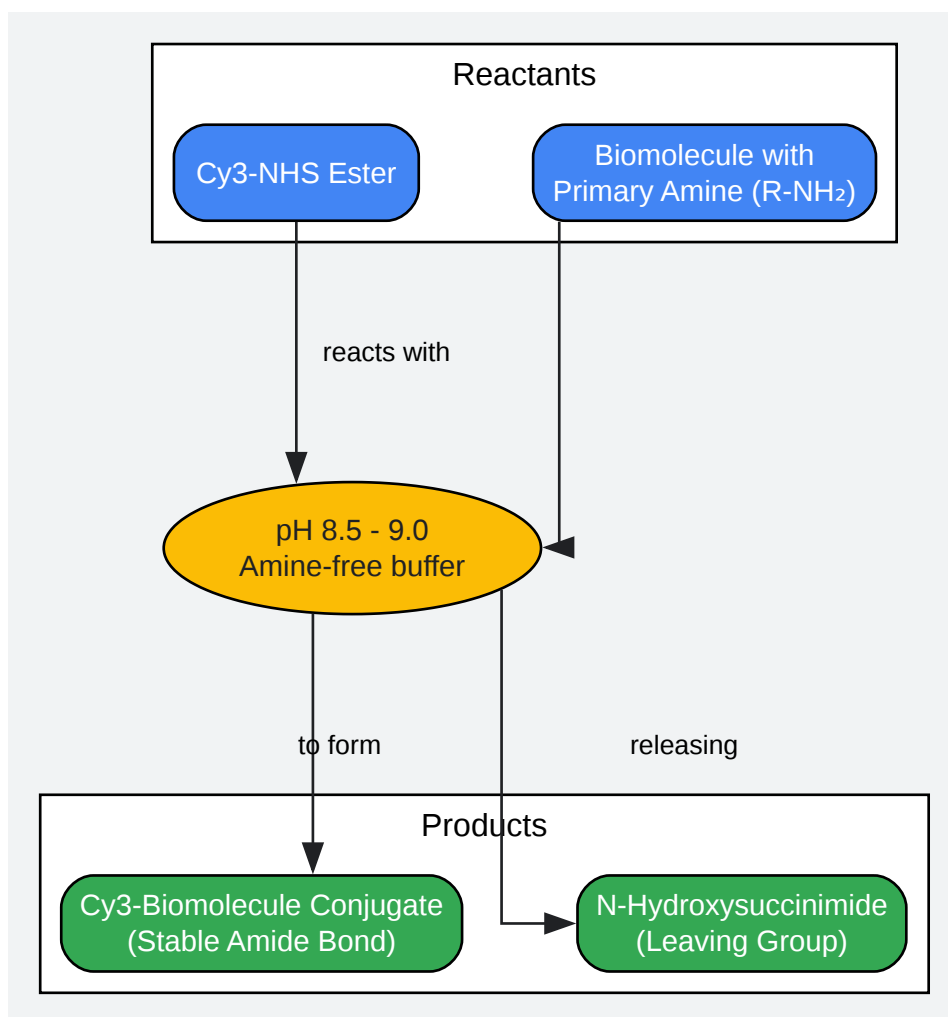 Reactants
Cy3-NHS Ester
Biomolecule with
Primary Amine (R-NH₂)
reacts with
pH 8.5 - 9.0
Amine-free buffer
to form
releasing
Products
Cy3-Biomolecule Conjugate
(Stable Amide Bond)
N-Hydroxysuccinimide
(Leaving Group)